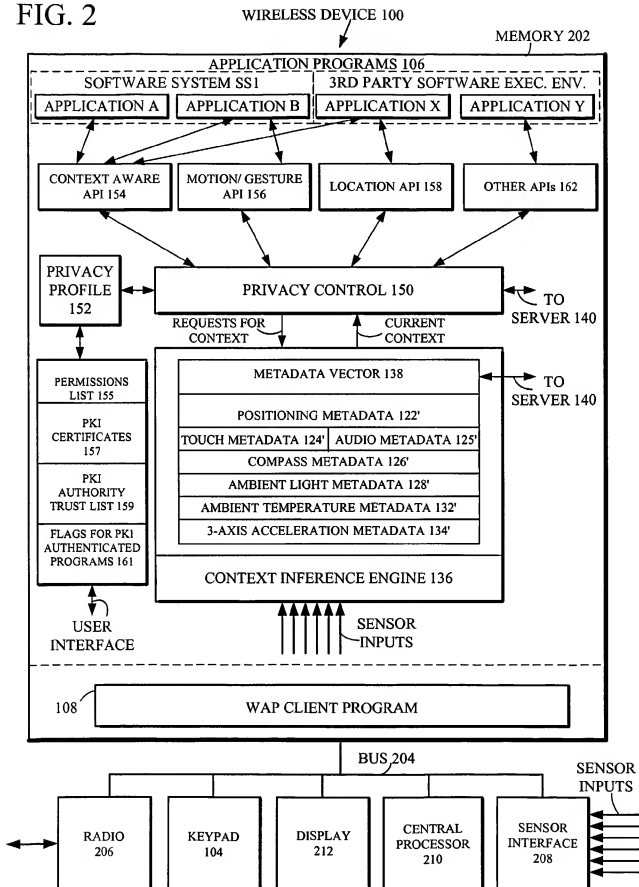 FIG. 2
WIRELESS DEVICE 100
MEMORY 202
APPLICATION PROGRAMS 106
SOFTWARE SYSTEM SS1
3RD PARTY SOFTWARE EXEC. ENV.
APPLICATION A
APPLICATION B
APPLICATION X
APPLICATION Y
CONTEXT AWARE
API 154
MOTION/ GESTURE
API 156
LOCATION API 158
OTHER APIs 162
PRIVACY
PROFILE
152
PRIVACY CONTROL 150
TO
SERVER 140
REQUESTS FOR
CONTEXT
CURRENT
CONTEXT
PERMISSIONS
LIST 155
PKI
CERTIFICATES
157
PKI
AUTHORITY
TRUST LIST 159
FLAGS FOR PKI
AUTHENTICATED
PROGRAMS 161
USER
INTERFACE
METADATA VECTOR 138
TO
SERVER 140
POSITIONING METADATA 122'
TOUCH METADATA 124'
AUDIO METADATA 125'
COMPASS METADATA 126'
AMBIENT LIGHT METADATA 128'
AMBIENT TEMPERATURE METADATA 132'
3-AXIS ACCELERATION METADATA 134'
CONTEXT INFERENCE ENGINE 136
SENSOR
INPUTS
108
WAP CLIENT PROGRAM
BUS 204
SENSOR
INPUTS
RADIO
206
KEYPAD
104
DISPLAY
212
CENTRAL
PROCESSOR
210
SENSOR
INTERFACE
208